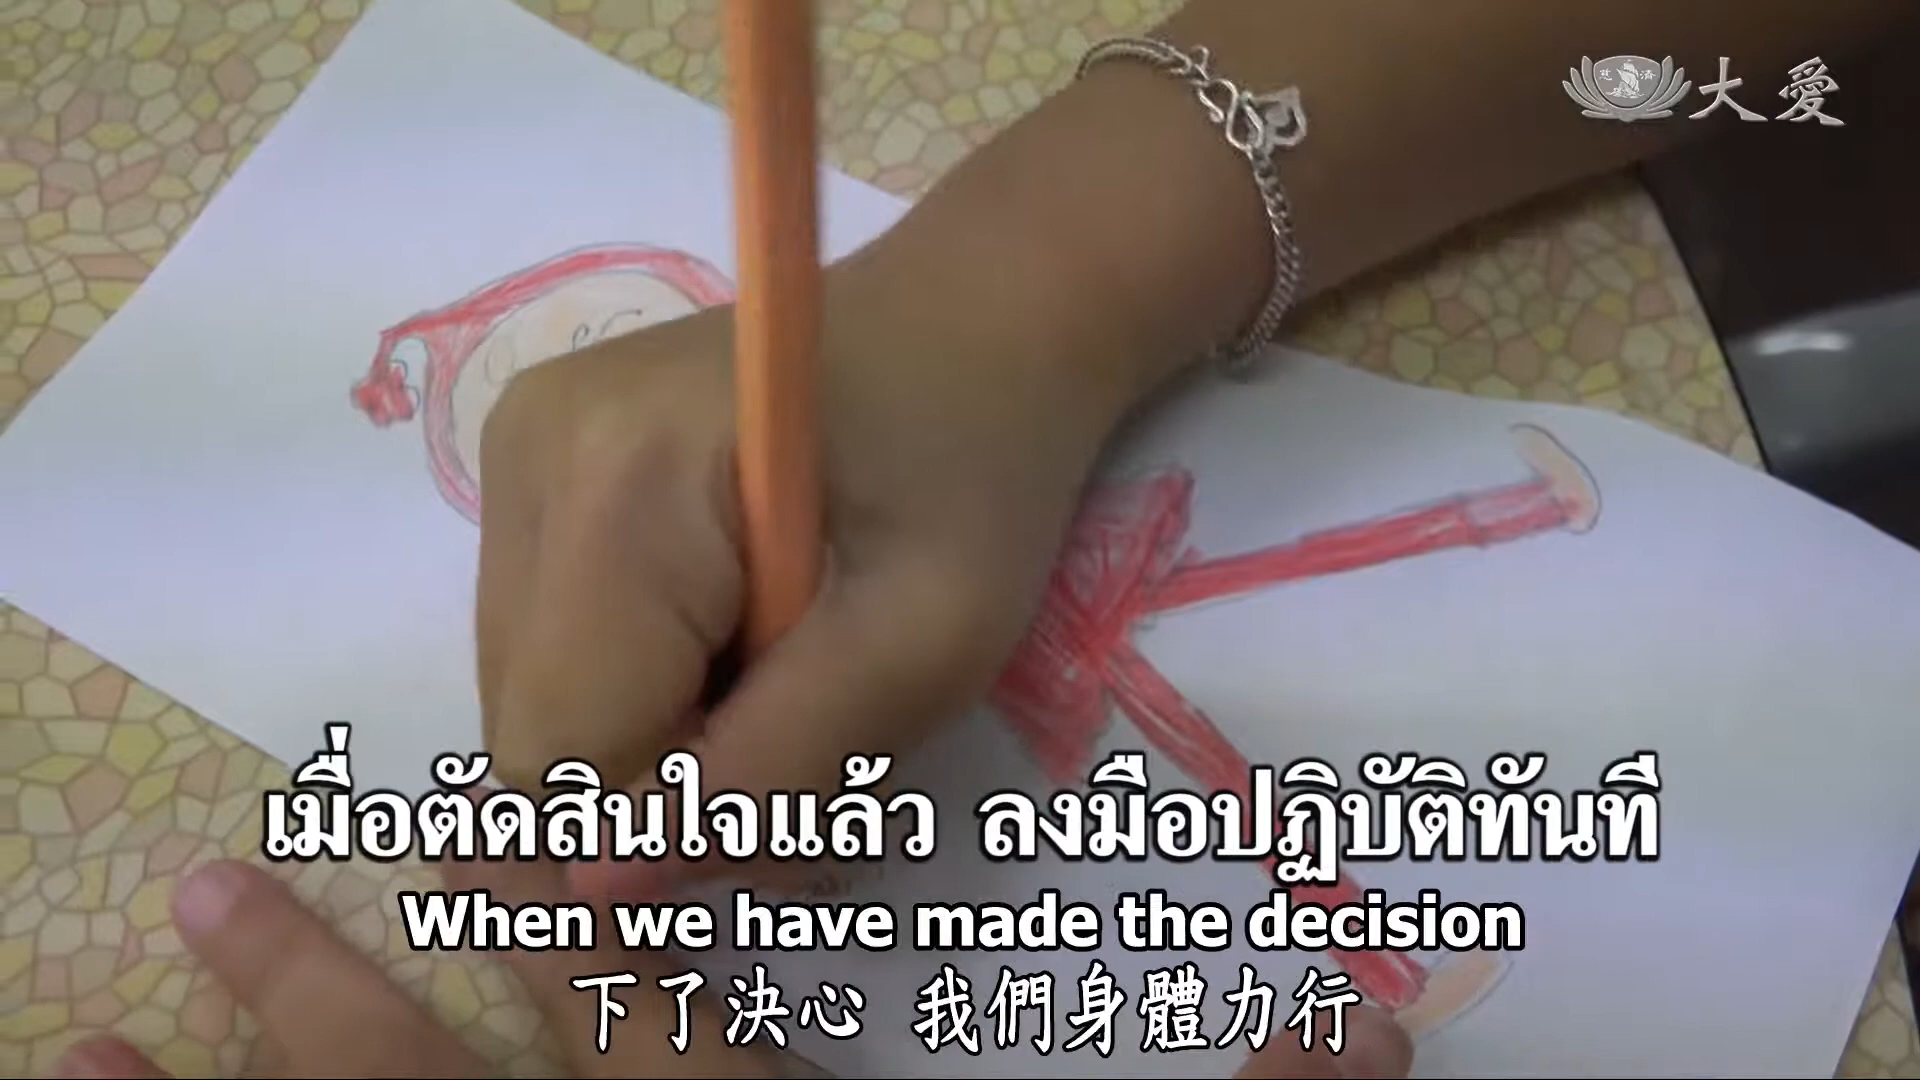 慈濟
大愛
เมื่อตัดสินใจแล้ว ลงมือปฏิบัติทันที
When we have made the decision
下了決心 我們身體力行